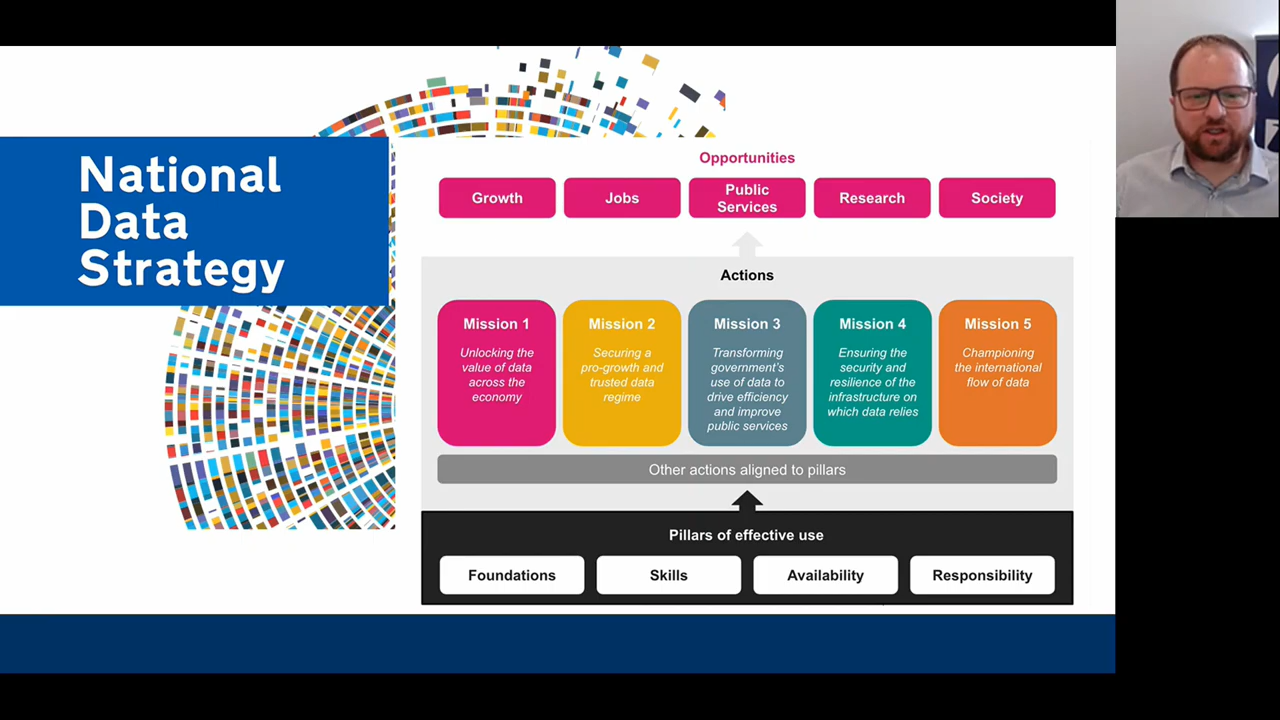 National
Data
Strategy
Opportunities
Growth
Jobs
Public
Services
Research
Society
Actions
Mission 1
Unlocking the
value of data
across the
economy
Mission 2
Securing a
pro-growth and
trusted data
regime
Mission 3
Transforming
government's
use of data to
drive efficiency
and improve
public services
Mission 4
Ensuring the
security and
resilience of the
infrastructure on
which data relies
Mission 5
Championing
the international
flow of data
Other actions aligned to pillars
Pillars of effective use
Foundations
Skills
Availability
Responsibility